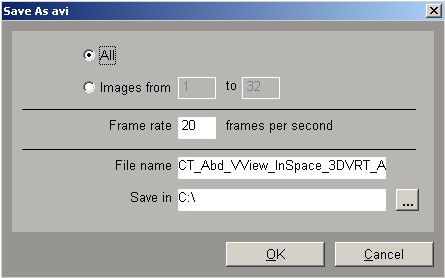 Save As avi
All
Images from 1 to 32
Frame rate 20 frames per second
File name CT_Abd_VView_InSpace_3DVRT_A
Save in C:\ ...
OK Cancel